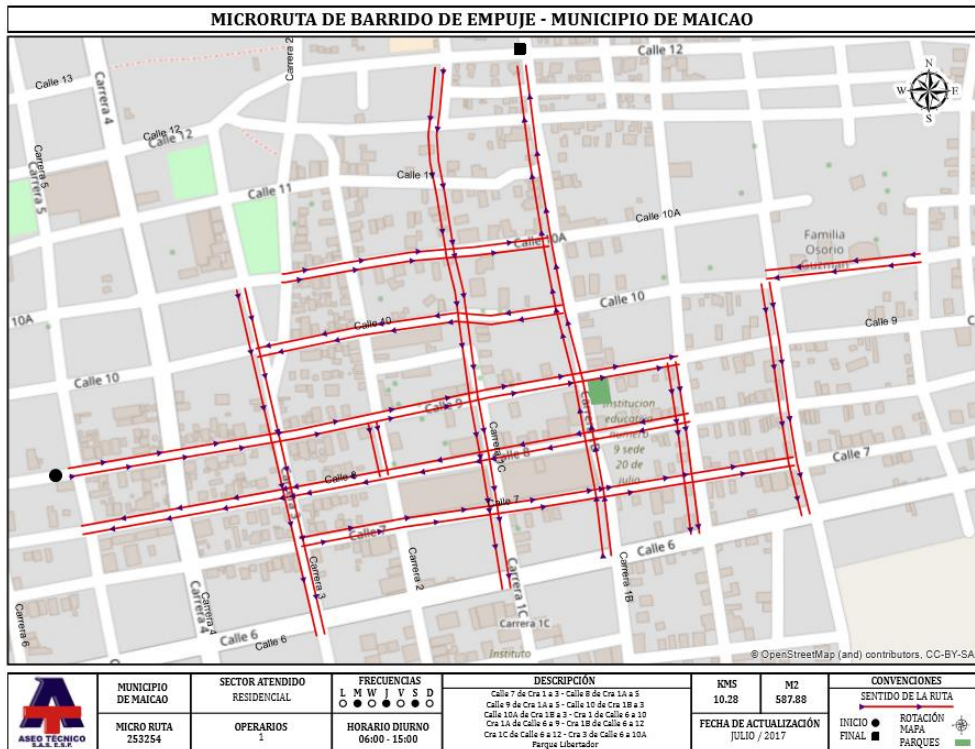 MICRORUTA DE BARRIDO DE EMPUJE - MUNICIPIO DE MAICAO
Calle 12
Carrera 2
Calle 13
Carrera 4
N
W E
S
Calle 12
Calle 12
Carrera 5
Carrera 5
Calle 1
Calle 11
Calle 10A
Calle 10A
Familia
Osorio
Guzman
Calle 10
10A
Calle 10
Calle 9
Calle 10
Calle 9
Institucion
educativa
numero
9 sede
20 de
julio
Carrera 1C
Calle 8
Calle 7
Calle 8
Calle 7
Carrera 3
Calle 7
Calle 6
Carrera 2
Carrera 1C
Carrera 1B
Carrera 3
Carrera 4
Carrera 4
Carrera 6
Calle 6
Calle 6
Carrera 1C
Instituto
© OpenStreetMap (and) contributors, CC-BY-SA
ASEO TÉCNICO
S.A.S. E.S.P.
MUNICIPIO
DE MAICAO
MICRO RUTA
253254
SECTOR ATENDIDO
RESIDENCIAL
OPERARIOS
1
FRECUENCIAS
L M W J V S D
HORARIO DIURNO
06:00 - 15:00
DESCRIPCIÓN
Calle 7 de Cra 1 a 3 - Calle 8 de Cra 1A a 5
Calle 9 de Cra 1A a 5 - Calle 10 de Cra 1B a 3
Calle 10A de Cra 1B a 3 - Cra 1 de Calle 6 a 10
Cra 1A de Calle 6 a 9 - Cra 1B de Calle 6 a 12
Cra 1C de Calle 6 a 12 - Cra 3 de Calle 6 a 10A
Parque Libertador
KMS
10.28
M2
587.88
FECHA DE ACTUALIZACIÓN
JULIO / 2017
CONVENCIONES
SENTIDO DE LA RUTA
INICIO
FINAL
ROTACIÓN
MAPA
PARQUES